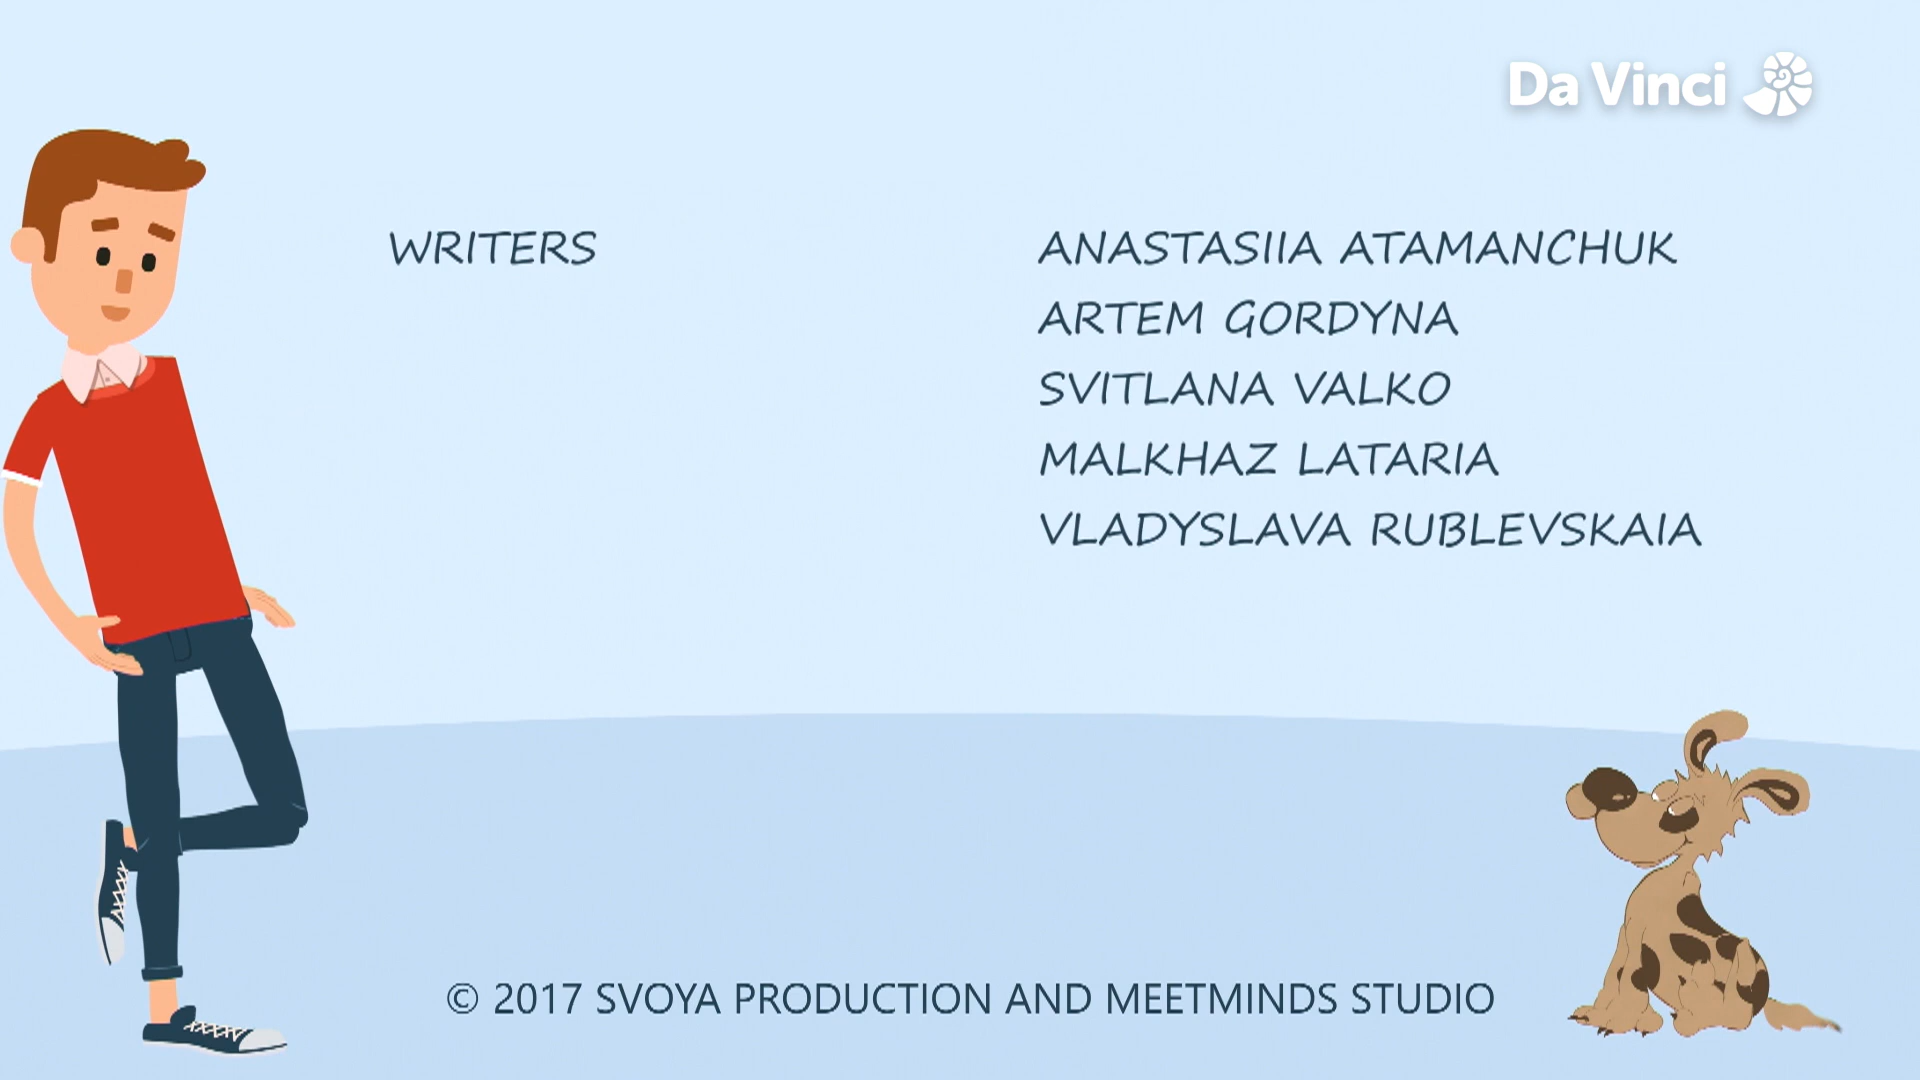 Da Vinci
WRITERS
ANASTASIIA ATAMANCHUK
ARTEM GORDYNA
SVITLANA VALKO
MALKHAZ LATARIA
VLADYSLAVA RUBLEVSKAIA
© 2017 SVOYA PRODUCTION AND MEETMINDS STUDIO